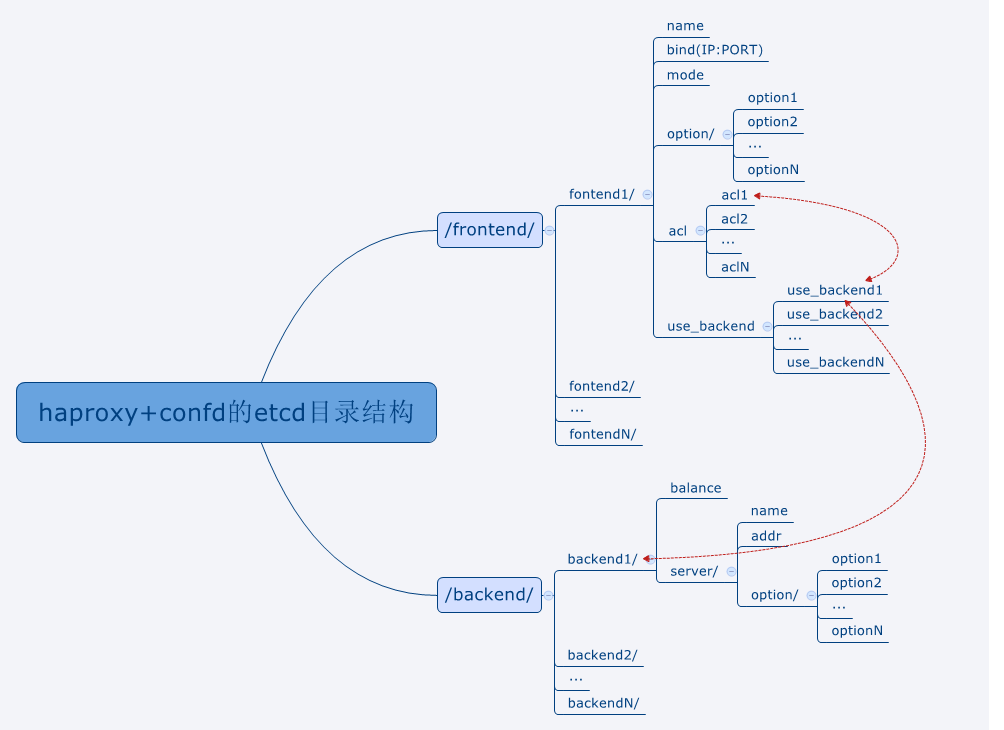 haproxy+confd的etcd目录结构
/frontend/
fontend1/
name
bind(IP:PORT)
mode
option/
option1
option2
...
optionN
acl
acl1
acl2
...
aclN
use_backend
use_backend1
use_backend2
...
use_backendN
fontend2/
...
fontendN/
/backend/
backend1/
balance
server/
name
addr
option/
option1
option2
...
optionN
backend2/
...
backendN/